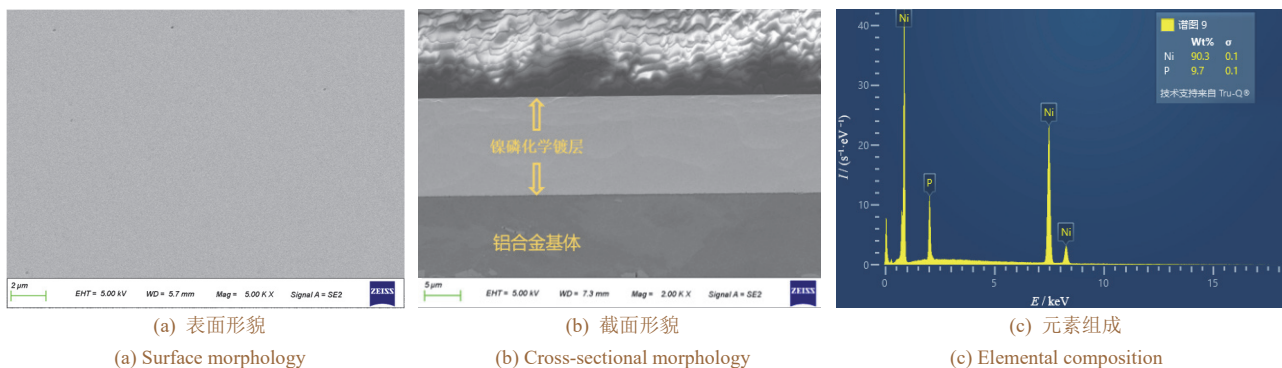 2 μm
EHT = 5.00 kV WD = 5.7 mm Mag = 5.00 K X Signal A = SE2
ZEISS
(a) 表面形貌
(a) Surface morphology
镍磷化学镀层
铝合金基体
5 μm
EHT = 5.00 kV WD = 7.3 mm Mag = 2.00 K X Signal A = SE2
ZEISS
(b) 截面形貌
(b) Cross-sectional morphology
谱图 9
Wt% σ
Ni 90.3 0.1
P 9.7 0.1
技术支持来自 Tru-Q®
Ni
Ni
P
Ni
40
30
20
10
0
I / (s⁻¹·eV⁻¹)
0 5 10 15
E / keV
(c) 元素组成
(c) Elemental composition